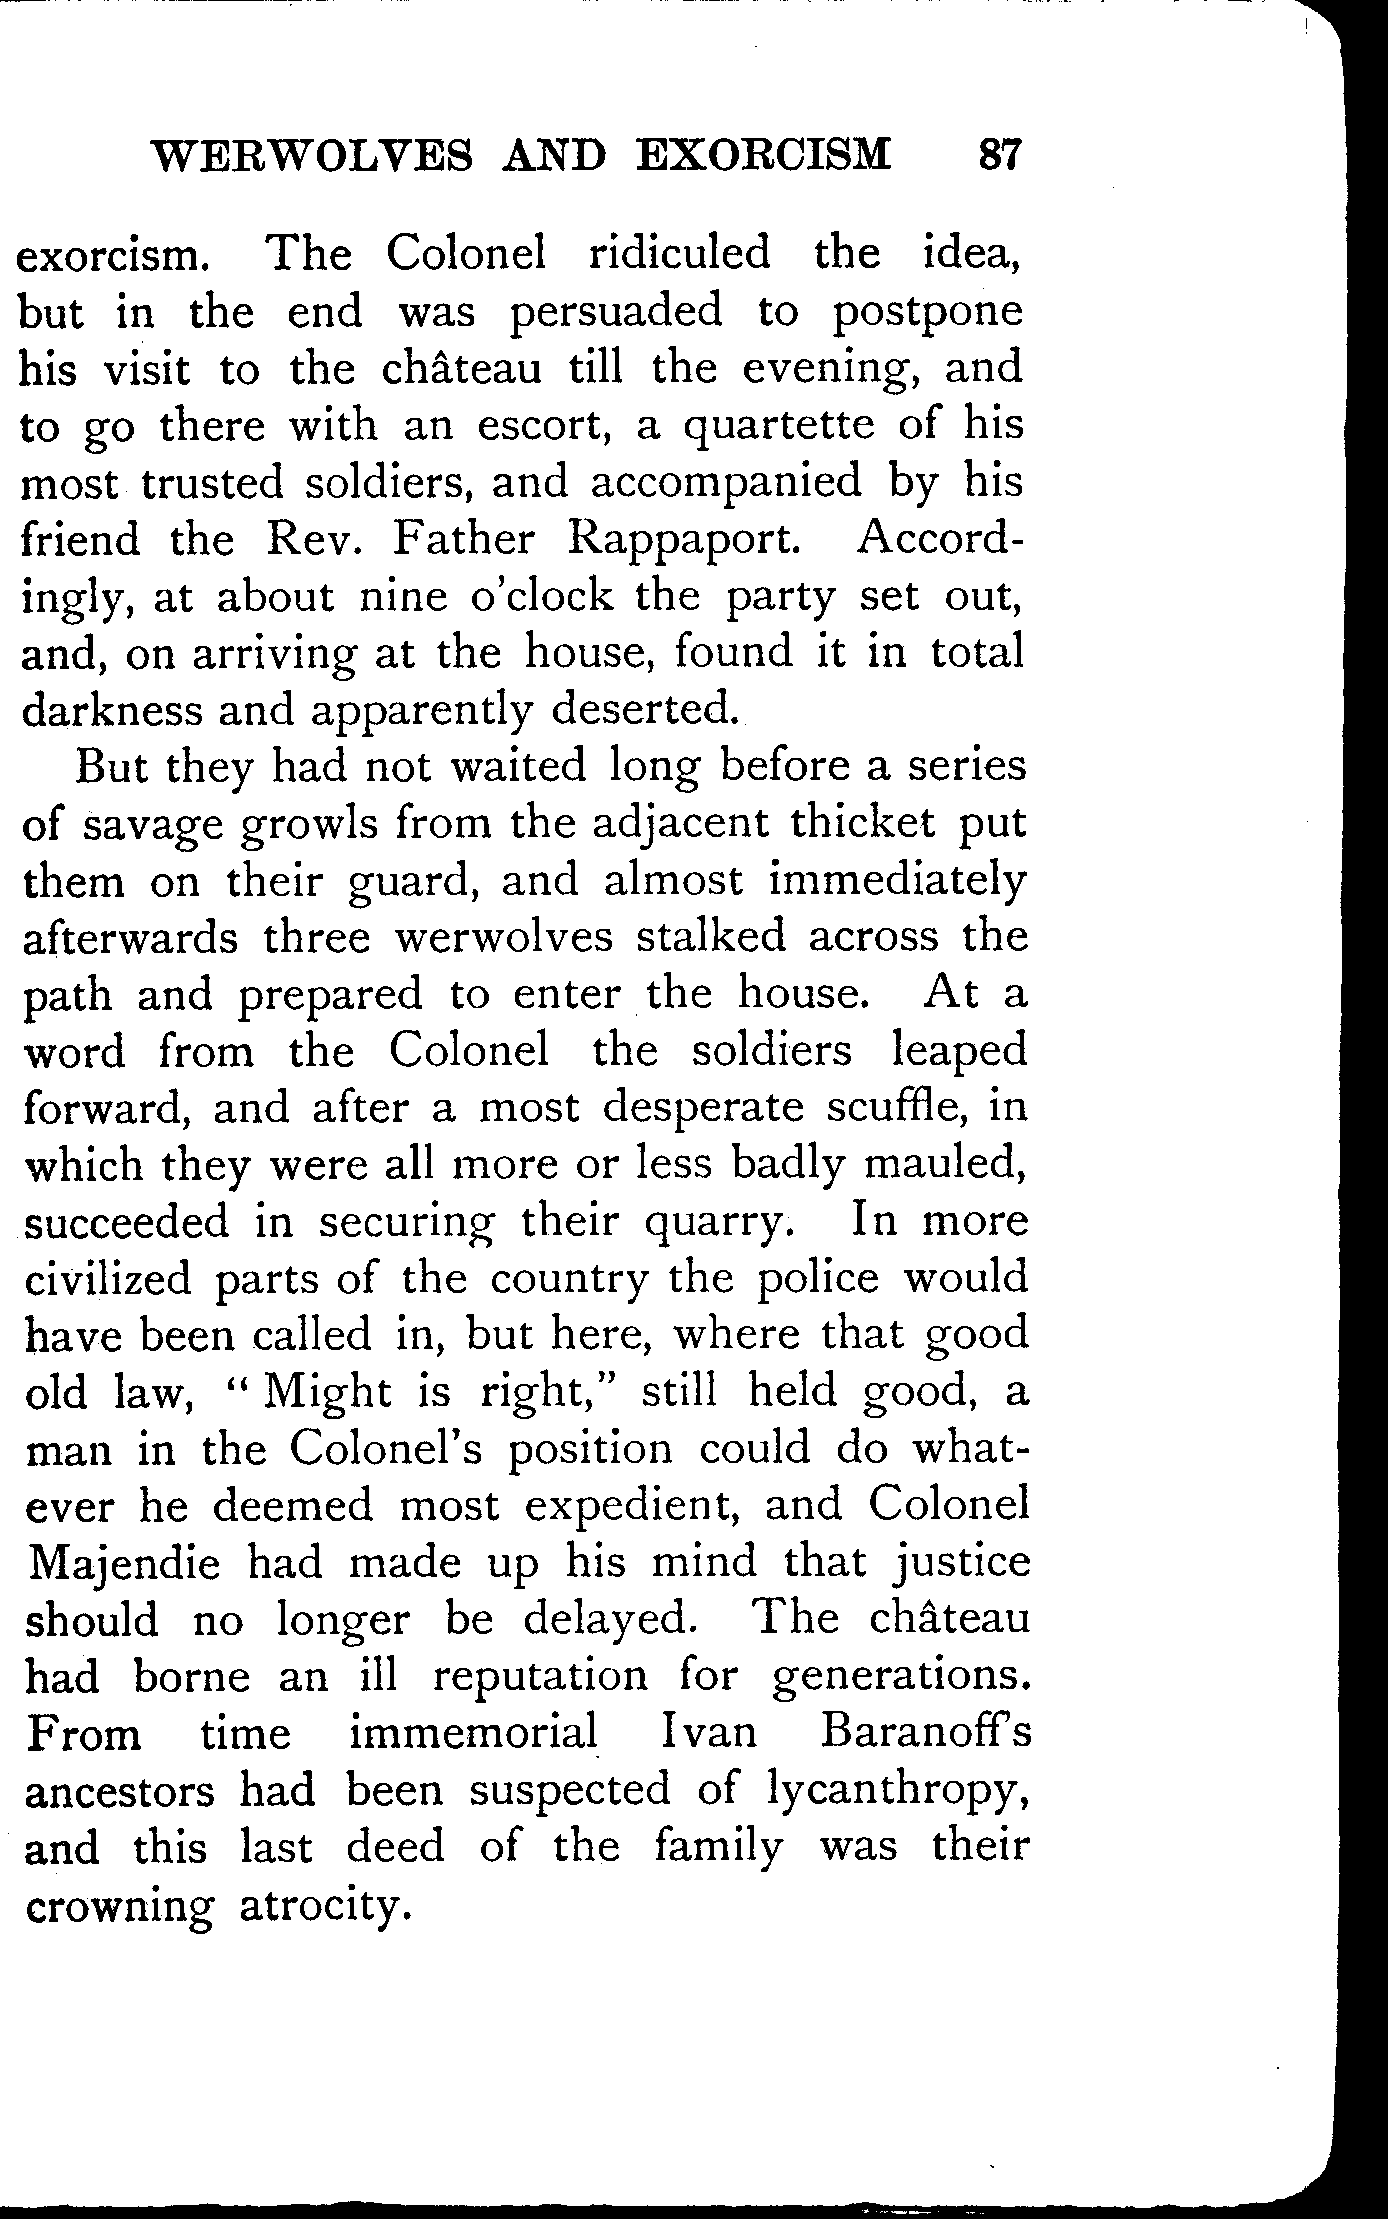 WERWOLVES AND EXORCISM 87
exorcism. The Colonel ridiculed the idea,
but in the end was persuaded to postpone
his visit to the château till the evening, and
to go there with an escort, a quartette of his
most trusted soldiers, and accompanied by his
friend the Rev. Father Rappaport. Accord-
ingly, at about nine o'clock the party set out,
and, on arriving at the house, found it in total
darkness and apparently deserted.
But they had not waited long before a series
of savage growls from the adjacent thicket put
them on their guard, and almost immediately
afterwards three werwolves stalked across the
path and prepared to enter the house. At a
word from the Colonel the soldiers leaped
forward, and after a most desperate scuffle, in
which they were all more or less badly mauled,
succeeded in securing their quarry. In more
civilized parts of the country the police would
have been called in, but here, where that good
old law, “ Might is right,” still held good, a
man in the Colonel's position could do what-
ever he deemed most expedient, and Colonel
Majendie had made up his mind that justice
should no longer be delayed. The château
had borne an ill reputation for generations.
From time immemorial Ivan Baranoff's
ancestors had been suspected of lycanthropy,
and this last deed of the family was their
crowning atrocity.